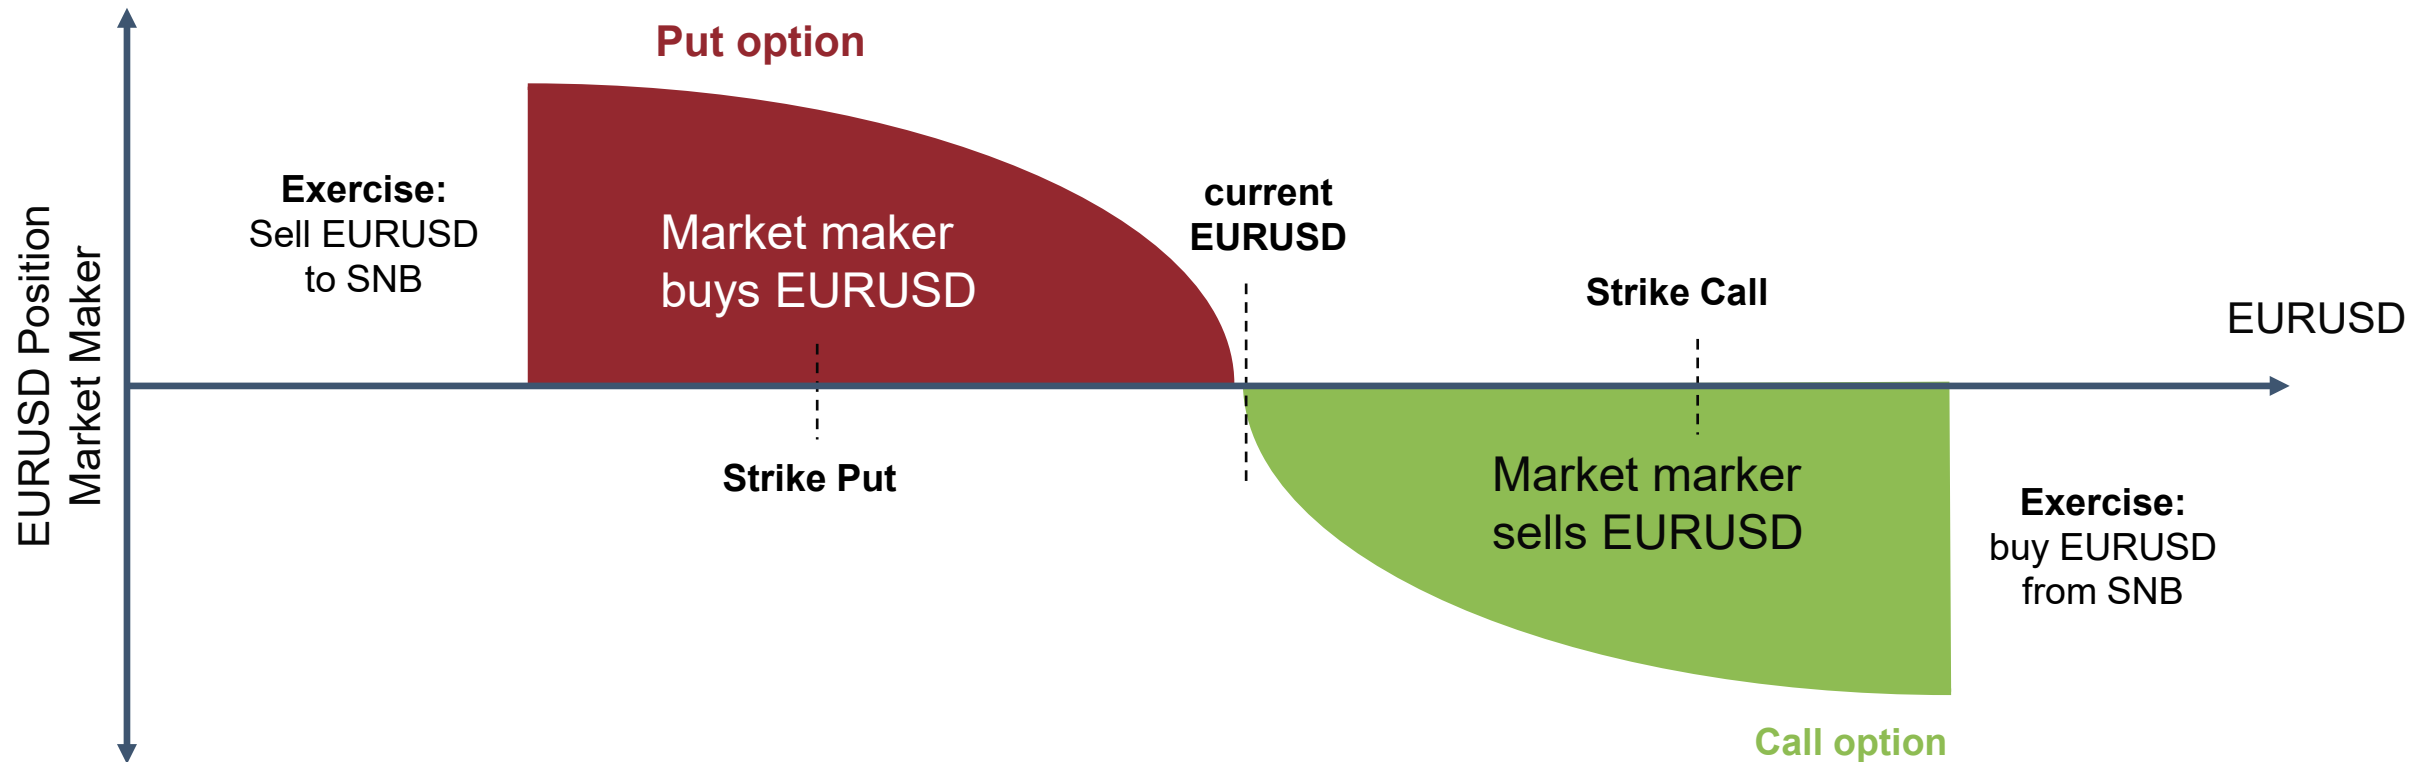 Put option
Exercise:
Sell EURUSD
to SNB
Market maker
buys EURUSD
current
EURUSD
Strike Call
EURUSD
EURUSD Position
Market Maker
Strike Put
Market marker
sells EURUSD
Exercise:
buy EURUSD
from SNB
Call option